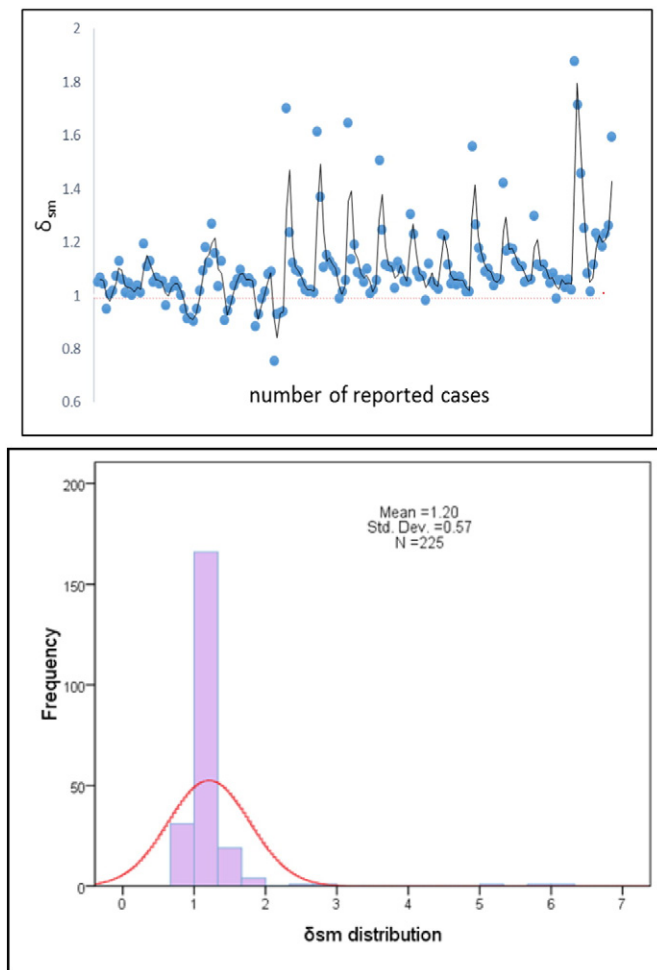 2
1.8
1.6
1.4
1.2
1
0.8
0.6
δsm
number of reported cases
200
150
100
50
0
Frequency
Mean =1.20
Std. Dev. =0.57
N =225
0 1 2 3 4 5 6 7
δsm distribution